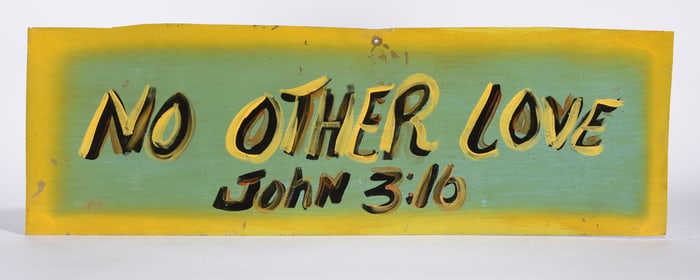 NO OTHER LOVE
John 3:16